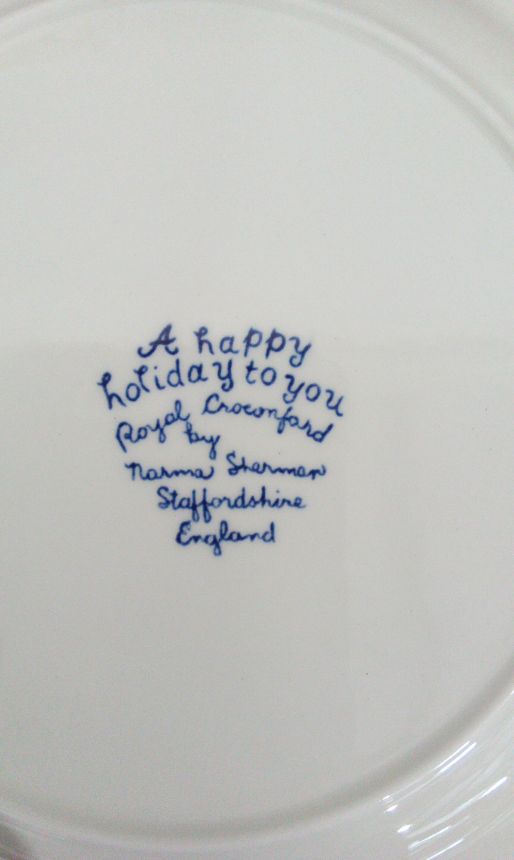 A happy
holiday to you
Royal Crownford
by
Norma Sherman
Staffordshire
England